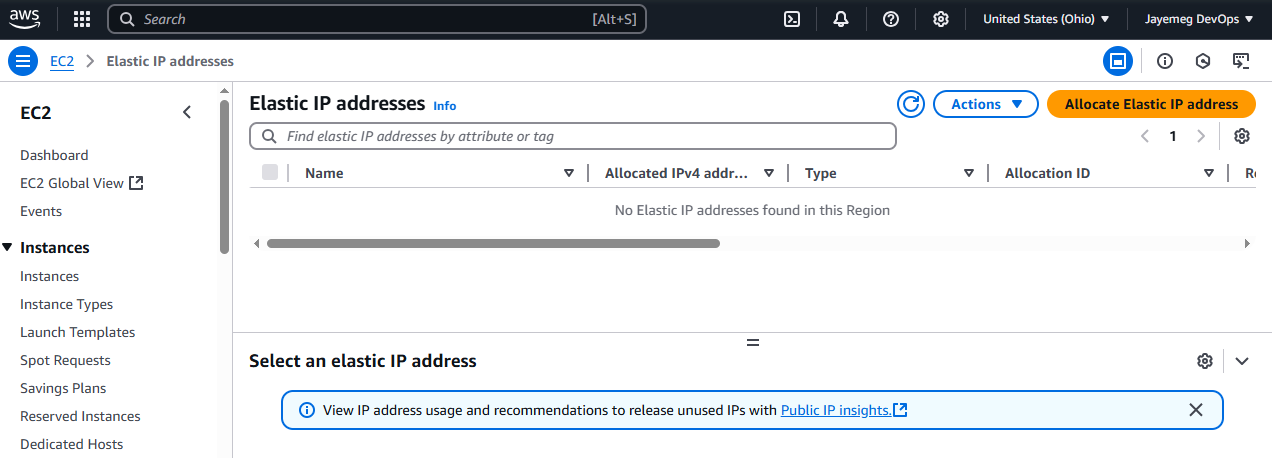 aws Search [Alt+S] United States (Ohio) Jayemeg DevOps
EC2 Elastic IP addresses
EC2
Dashboard
EC2 Global View
Events
Instances
Instances
Instance Types
Launch Templates
Spot Requests
Savings Plans
Reserved Instances
Dedicated Hosts
Elastic IP addresses Info Actions Allocate Elastic IP address
Find elastic IP addresses by attribute or tag 1
Name Allocated IPv4 addr... Type Allocation ID Re
No Elastic IP addresses found in this Region
Select an elastic IP address
View IP address usage and recommendations to release unused IPs with Public IP insights.